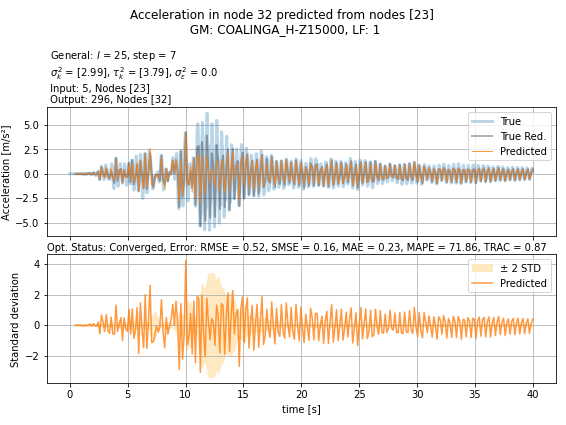 Acceleration in node 32 predicted from nodes [23]
GM: COALINGA_H-Z15000, LF: 1
General: l = 25, step = 7
σ²ₖ = [2.99], τ²ₖ = [3.79], σ²ε = 0.0
Input: 5, Nodes [23]
Output: 296, Nodes [32]
Acceleration [m/s²]
5.0
2.5
0.0
−2.5
−5.0
True
True Red.
Predicted
Opt. Status: Converged, Error: RMSE = 0.52, SMSE = 0.16, MAE = 0.23, MAPE = 71.86, TRAC = 0.87
Standard deviation
4
2
0
−2
± 2 STD
Predicted
0 5 10 15 20 25 30 35 40
time [s]